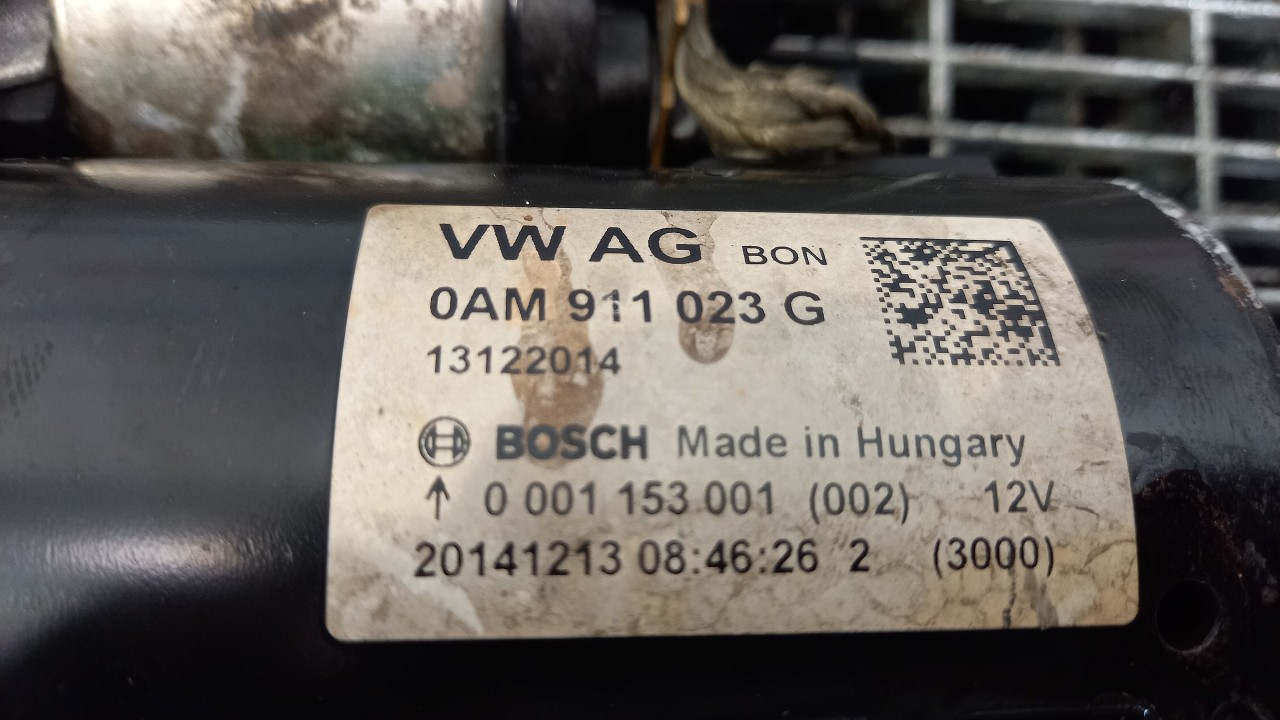 VW AG BON
0AM 911 023 G
13122014
BOSCH Made in Hungary
↑ 0 001 153 001 (002) 12V
20141213 08:46:26 2 (3000)